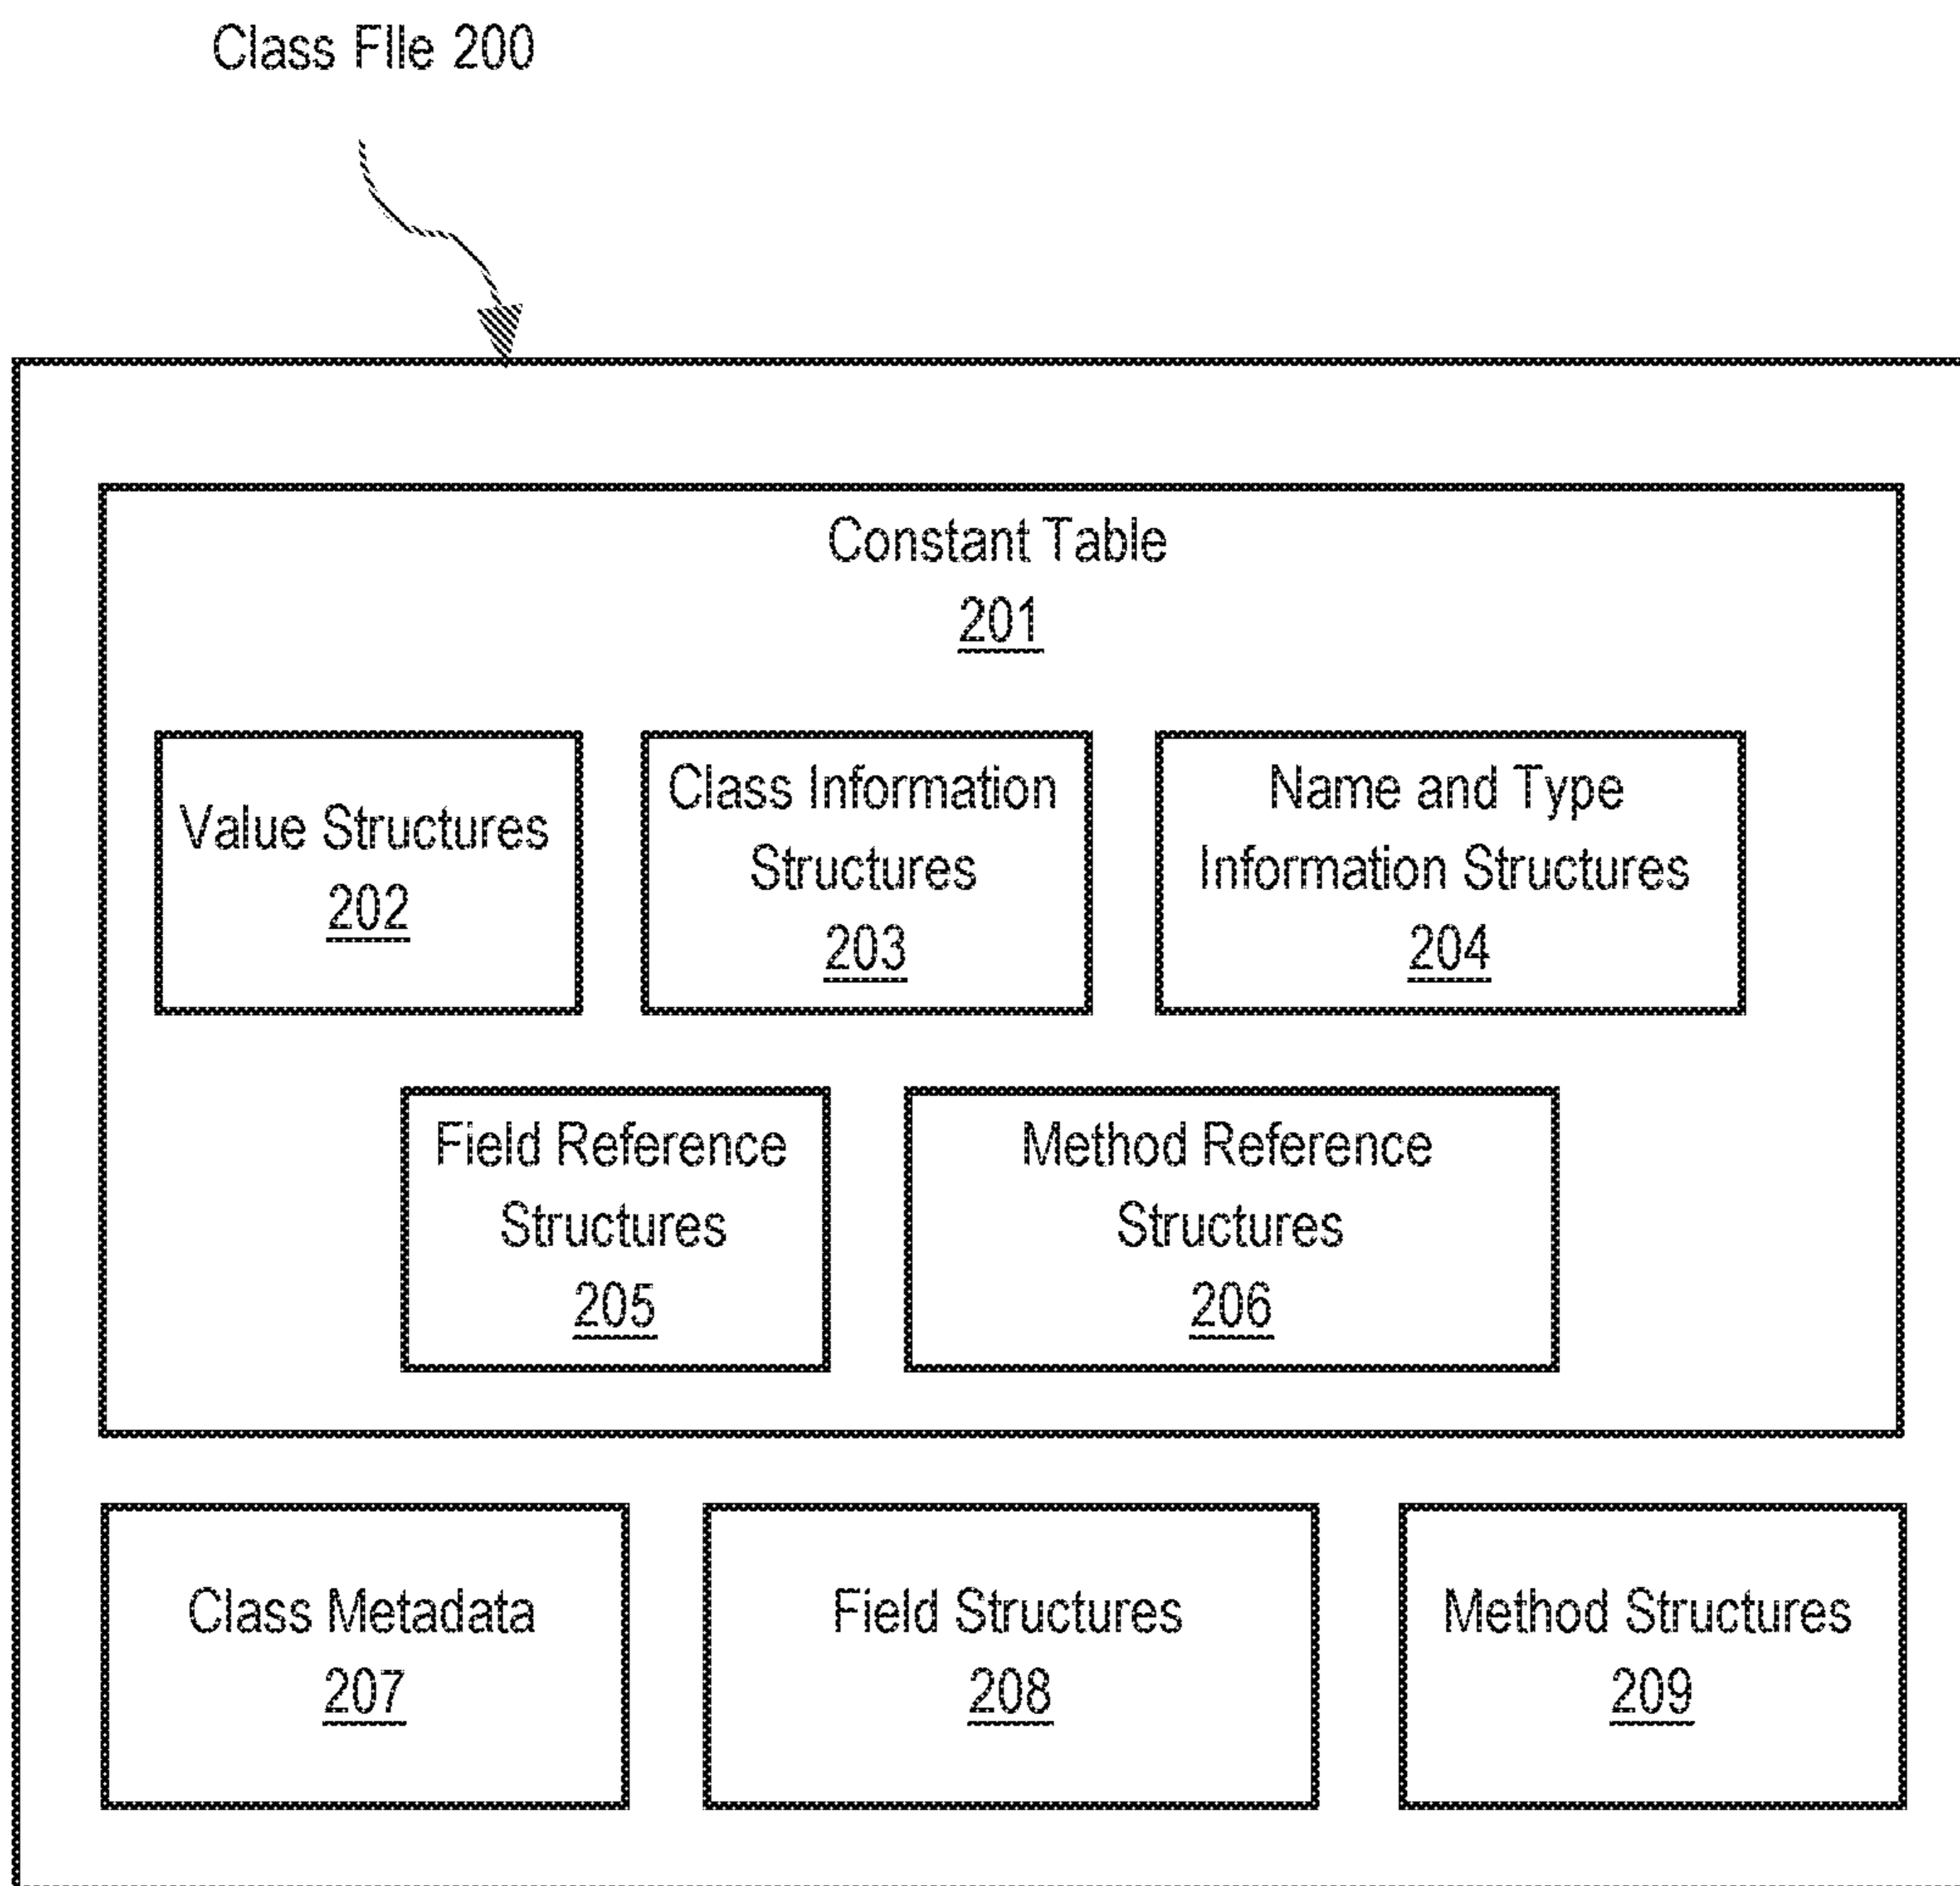 Class FIle 200
Constant Table
201
Value Structures
202
Class Information
Structures
203
Name and Type
Information Structures
204
Field Reference
Structures
205
Method Reference
Structures
206
Class Metadata
207
Field Structures
208
Method Structures
209